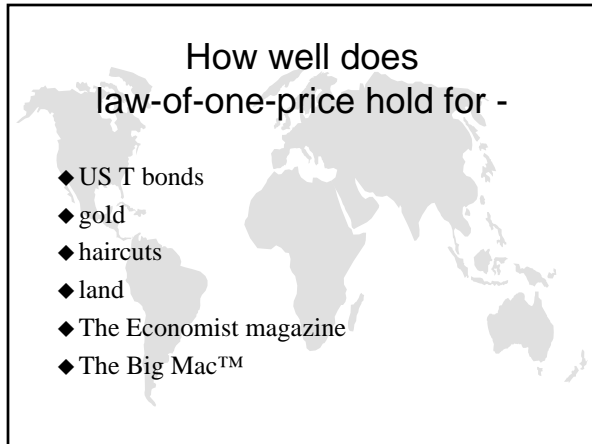 How well does
law-of-one-price hold for -
◆ US T bonds
◆ gold
◆ haircuts
◆ land
◆ The Economist magazine
◆ The Big Mac™